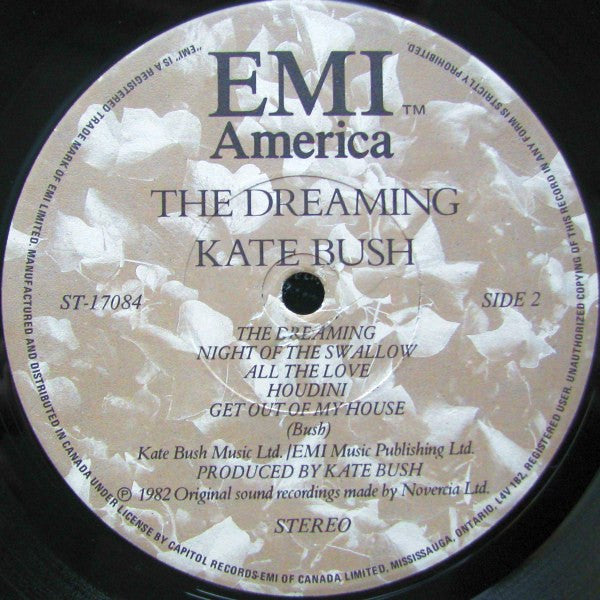 EMI™
America
THE DREAMING
KATE BUSH
ST-17084
SIDE 2
THE DREAMING
NIGHT OF THE SWALLOW
ALL THE LOVE
HOUDINI
GET OUT OF MY HOUSE
(Bush)
Kate Bush Music Ltd./EMI Music Publishing Ltd.
PRODUCED BY KATE BUSH
℗ 1982 Original sound recordings made by Novercia Ltd.
STEREO
"EMI" IS A REGISTERED TRADE MARK OF EMI LIMITED. MANUFACTURED AND DISTRIBUTED IN CANADA UNDER LICENSE BY CAPITOL RECORDS-EMI OF CANADA LIMITED, MISSISSAUGA, ONTARIO, L4V 1B2, REGISTERED USER. UNAUTHORIZED COPYING OF THIS RECORD IN ANY FORM IS STRICTLY PROHIBITED.